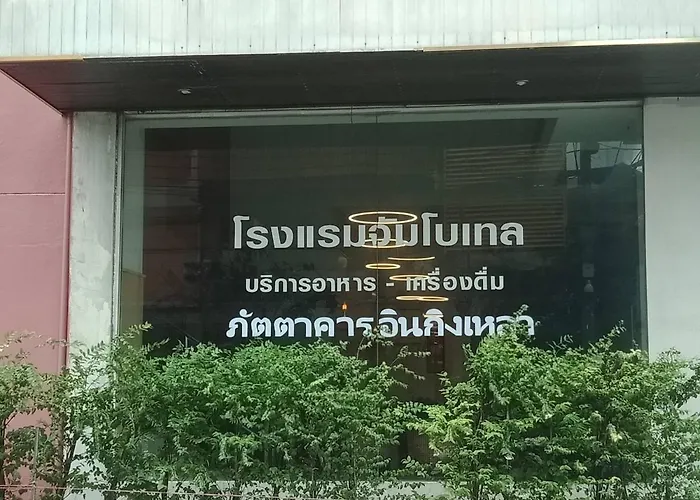 โรงแรมวัมโบเทล
บริการอาหาร - เครื่องดื่ม
ภัตตาคารอินกิงเหลา